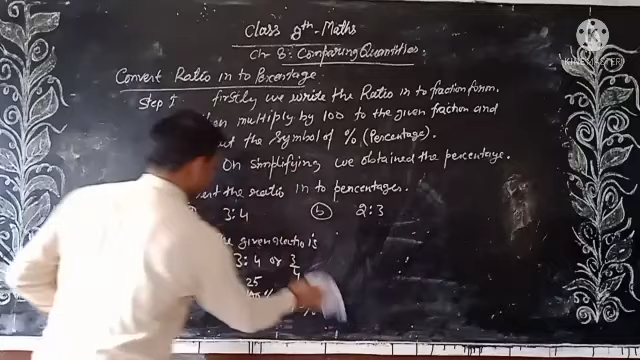 Class 8th - Maths
Ch 8: Comparing Quantities.
KINEMASTER
Convert Ratio in to Percentage.
Step I firstly we write the Ratio in to fraction form.
multiply by 100 to the given fraction and
the Symbol of % (Percentage).
On simplifying we obtained the percentage.
the ratio in to percentages.
3:4 (b) 2:3
given Ratio is
3:4 or 3/4
25
%